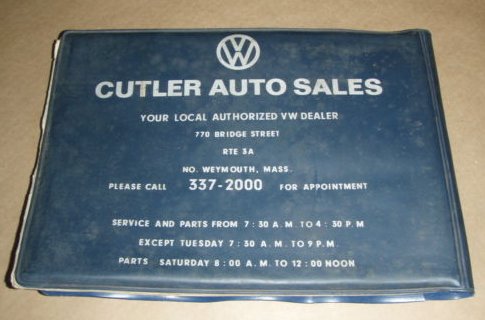 VW
CUTLER AUTO SALES
YOUR LOCAL AUTHORIZED VW DEALER
770 BRIDGE STREET
RTE 3A
NO. WEYMOUTH, MASS.
PLEASE CALL 337-2000 FOR APPOINTMENT
SERVICE AND PARTS FROM 7:30 A.M. TO 4:30 P.M
EXCEPT TUESDAY 7:30 A.M. TO 9 P.M.
PARTS SATURDAY 8:00 A.M. TO 12:00 NOON